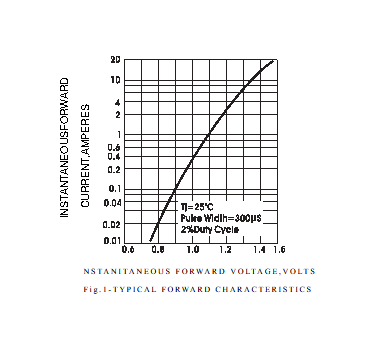 INSTANTANEOUSFORWARD
CURRENT,AMPERES
20
10
4
2
1
0.6
0.4
0.2
0.1
0.04
0.02
0.01
Tj=25°C
Pulse Width=300μS
2%Duty Cycle
0.6 0.8 1.0 1.2 1.4 1.6
NSTANITANEOUS FORWARD VOLTAGE,VOLTS
Fig.1-TYPICAL FORWARD CHARACTERISTICS